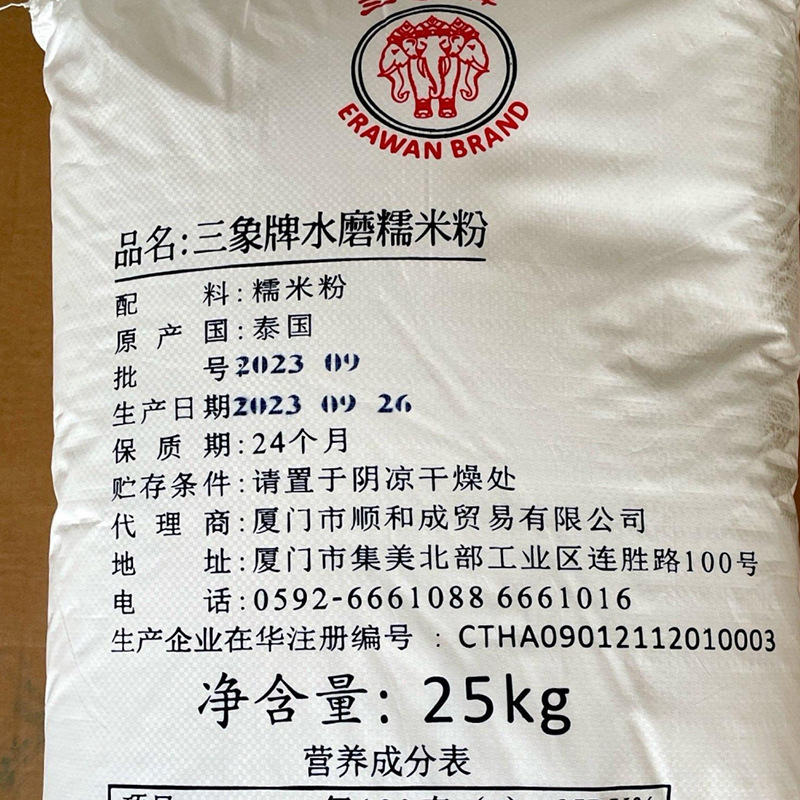 ERAWAN BRAND
品名:三象牌水磨糯米粉
配料:糯米粉
原产国:泰国
批号:2023 09
生产日期2023 09 26
保质期:24个月
贮存条件:请置于阴凉干燥处
代理商:厦门市顺和成贸易有限公司
地址:厦门市集美北部工业区连胜路100号
电话:0592-6661088 6661016
生产企业在华注册编号 : CTHA09012112010003
净含量: 25kg
营养成分表